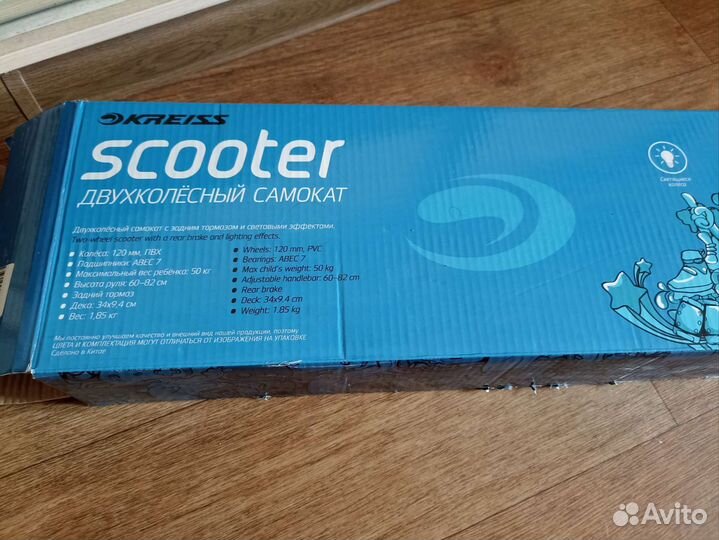 KREISS
scooter
ДВУХКОЛЁСНЫЙ САМОКАТ
Двухколёсный самокат с задним тормозом и световыми эффектами.
Two-wheel scooter with a rear brake and lighting effects.
• Колёса: 120 мм, ПВХ
• Подшипники: ABEC 7
• Максимальный вес ребёнка: 50 кг
• Высота руля: 60-82 см
• Задний тормоз
• Дека: 34x9,4 см
• Вес: 1,85 кг
• Wheels: 120 mm, PVC
• Bearings: ABEC 7
• Max child's weight: 50 kg
• Adjustable handlebar: 60-82 cm
• Rear brake
• Deck: 34x9,4 cm
• Weight: 1.85 kg
Мы постоянно улучшаем качество и внешний вид нашей продукции, поэтому
ЦВЕТА И КОМПЛЕКТАЦИЯ МОГУТ ОТЛИЧАТЬСЯ ОТ ИЗОБРАЖЕНИЯ НА УПАКОВКЕ.
Сделано в Китае
Светящиеся
колёса
Avito